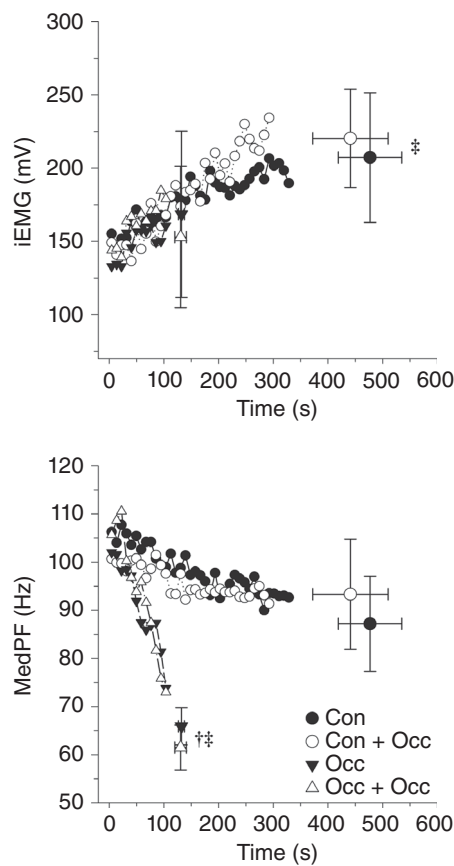 300
250
200
150
100
iEMG (mV)
‡
0 100 200 300 400 500 600
Time (s)
120
110
100
90
80
70
60
50
MedPF (Hz)
†‡
Con
Con + Occ
Occ
Occ + Occ
0 100 200 300 400 500 600
Time (s)